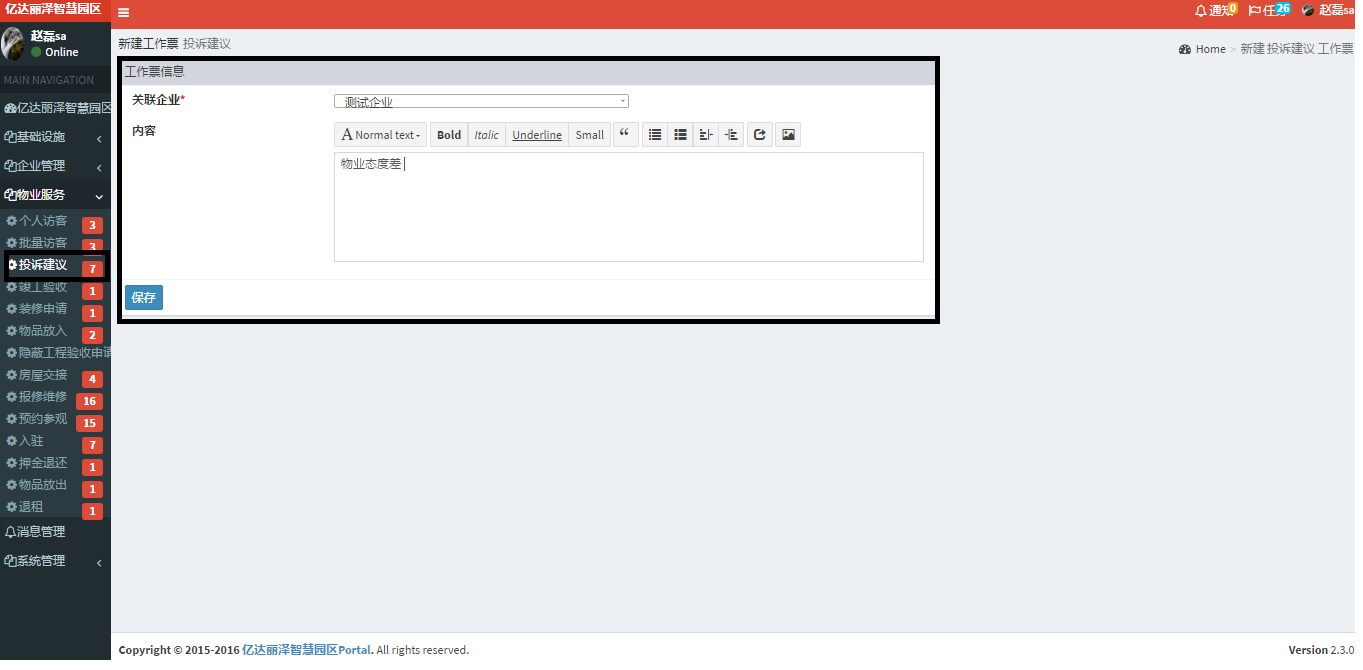 亿达丽泽智慧园区
通知 0 任务 26 赵磊sa
赵磊sa
Online
MAIN NAVIGATION
亿达丽泽智慧园区
基础设施
企业管理
物业服务
个人访客 3
批量访客 3
投诉建议 7
竣工验收 1
装修申请 1
物品放入 2
隐蔽工程验收申请
房屋交接 4
报修维修 16
预约参观 15
入驻 7
押金退还 1
物品放出 1
退租 1
消息管理
系统管理
新建工作票 投诉建议
Home > 新建 投诉建议 工作票
工作票信息
关联企业* 测试企业
内容
A Normal text Bold Italic Underline Small “
物业态度差
保存
Copyright © 2015-2016 亿达丽泽智慧园区Portal. All rights reserved.
Version 2.3.0